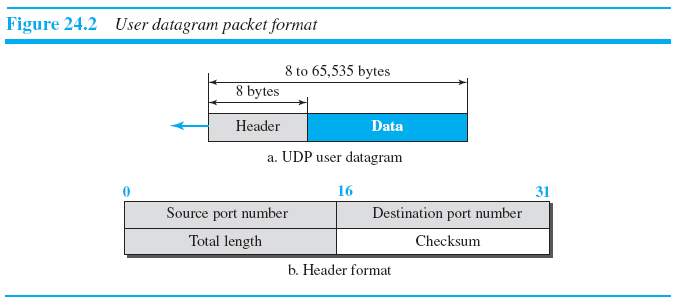 Figure 24.2 User datagram packet format
8 to 65,535 bytes
8 bytes
Header Data
a. UDP user datagram
0 16 31
Source port number Destination port number
Total length Checksum
b. Header format